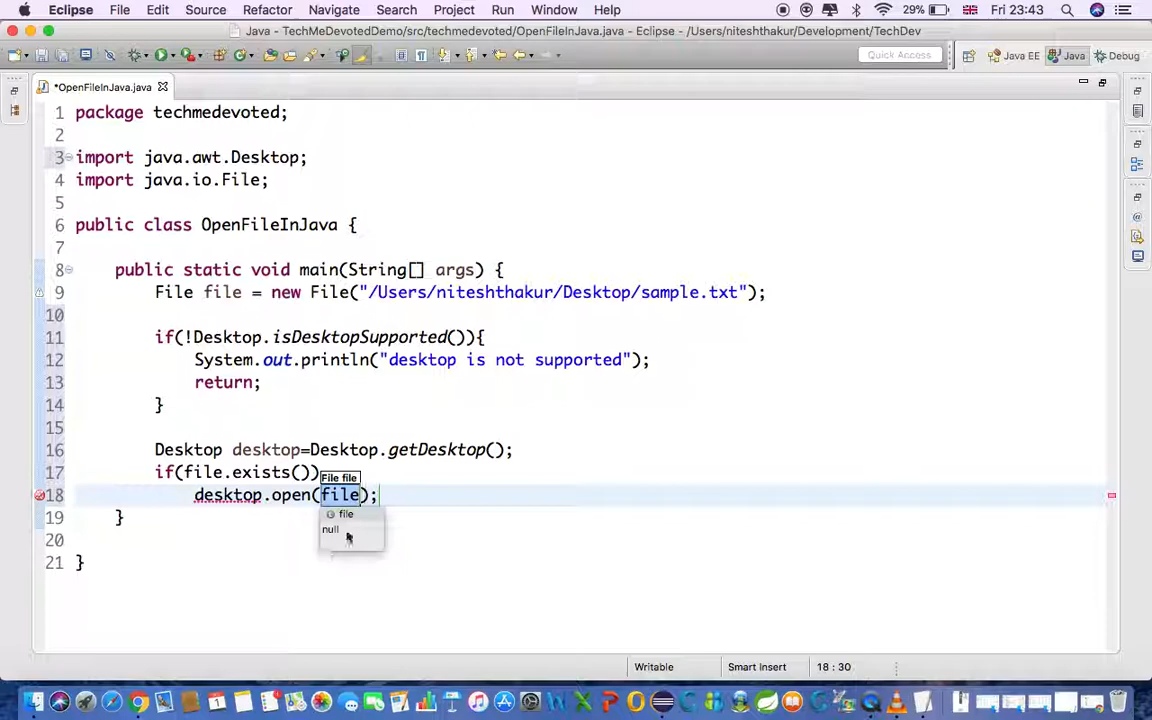 Eclipse File Edit Source Refactor Navigate Search Project Run Window Help 29% Fri 23:43
Java - TechMeDevotedDemo/src/techmedevoted/OpenFileInJava.java - Eclipse - /Users/niteshthakur/Development/TechDev
Quick Access Java EE Java Debug
*OpenFileInJava.java
1 package techmedevoted;
2
3 import java.awt.Desktop;
4 import java.io.File;
5
6 public class OpenFileInJava {
7
8 public static void main(String[] args) {
9 File file = new File("/Users/niteshthakur/Desktop/sample.txt");
10
11 if(!Desktop.isDesktopSupported()){
12 System.out.println("desktop is not supported");
13 return;
14 }
15
16 Desktop desktop=Desktop.getDesktop();
17 if(file.exists())
File file
18 desktop.open(file);
file
19 }
null
20
21 }
Writable Smart Insert 18 : 30